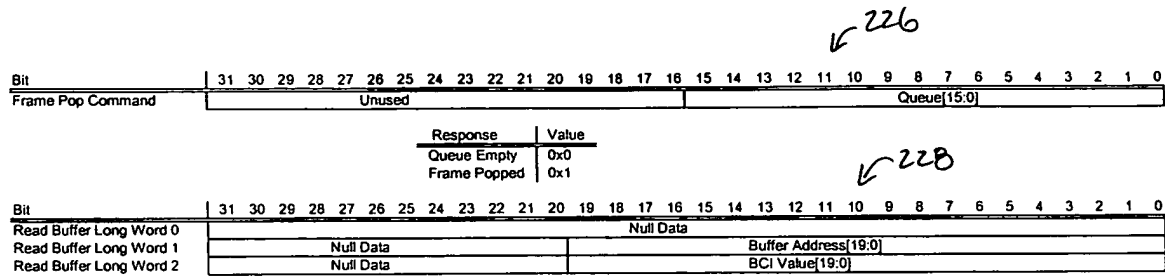 226
Bit 31 30 29 28 27 26 25 24 23 22 21 20 19 18 17 16 15 14 13 12 11 10 9 8 7 6 5 4 3 2 1 0
Frame Pop Command Unused Queue[15:0]
Response Value
Queue Empty 0x0
Frame Popped 0x1
228
Bit 31 30 29 28 27 26 25 24 23 22 21 20 19 18 17 16 15 14 13 12 11 10 9 8 7 6 5 4 3 2 1 0
Read Buffer Long Word 0 Null Data
Read Buffer Long Word 1 Null Data Buffer Address[19:0]
Read Buffer Long Word 2 Null Data BCI Value[19:0]